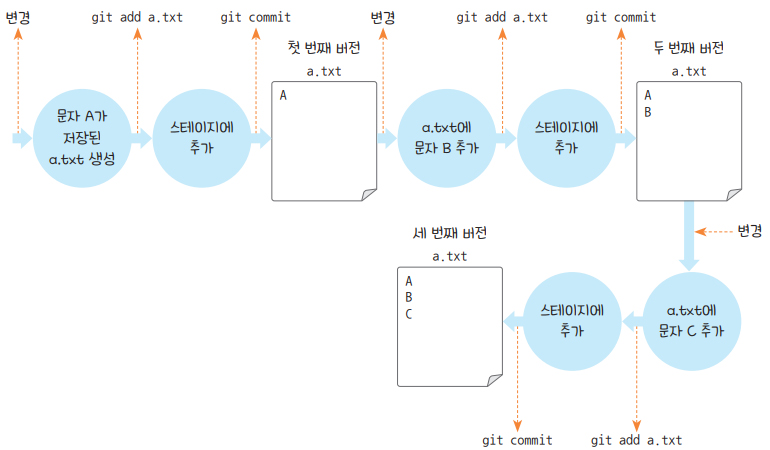 변경
git add a.txt
git commit
변경
git add a.txt
git commit
첫 번째 버전
a.txt
두 번째 버전
a.txt
문자 A가
저장된
a.txt 생성
스테이지에
추가
A
a.txt에
문자 B 추가
스테이지에
추가
A
B
변경
a.txt에
문자 C 추가
스테이지에
추가
세 번째 버전
a.txt
A
B
C
git commit
git add a.txt